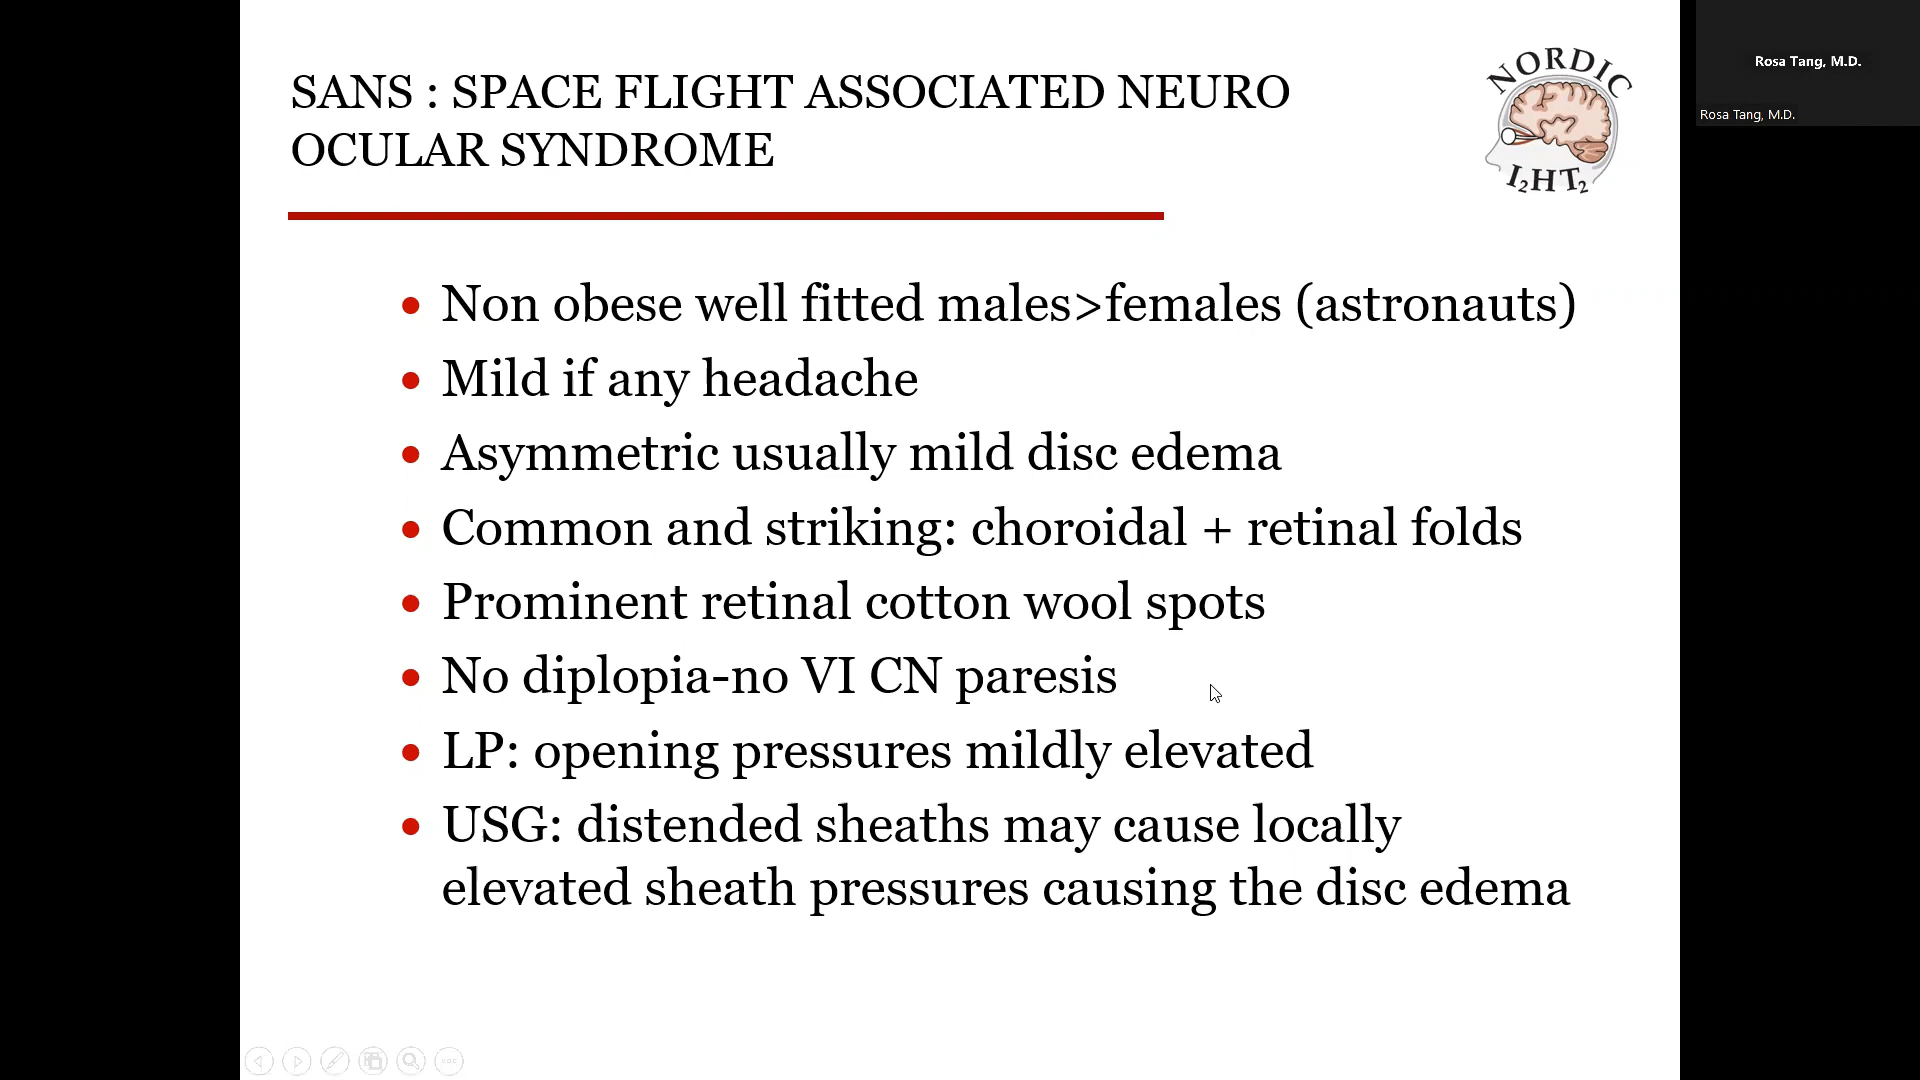 SANS : SPACE FLIGHT ASSOCIATED NEURO
OCULAR SYNDROME
NORDIC
I₂HT₂
Rosa Tang, M.D.
Rosa Tang, M.D.
• Non obese well fitted males>females (astronauts)
• Mild if any headache
• Asymmetric usually mild disc edema
• Common and striking: choroidal + retinal folds
• Prominent retinal cotton wool spots
• No diplopia-no VI CN paresis
• LP: opening pressures mildly elevated
• USG: distended sheaths may cause locally
elevated sheath pressures causing the disc edema